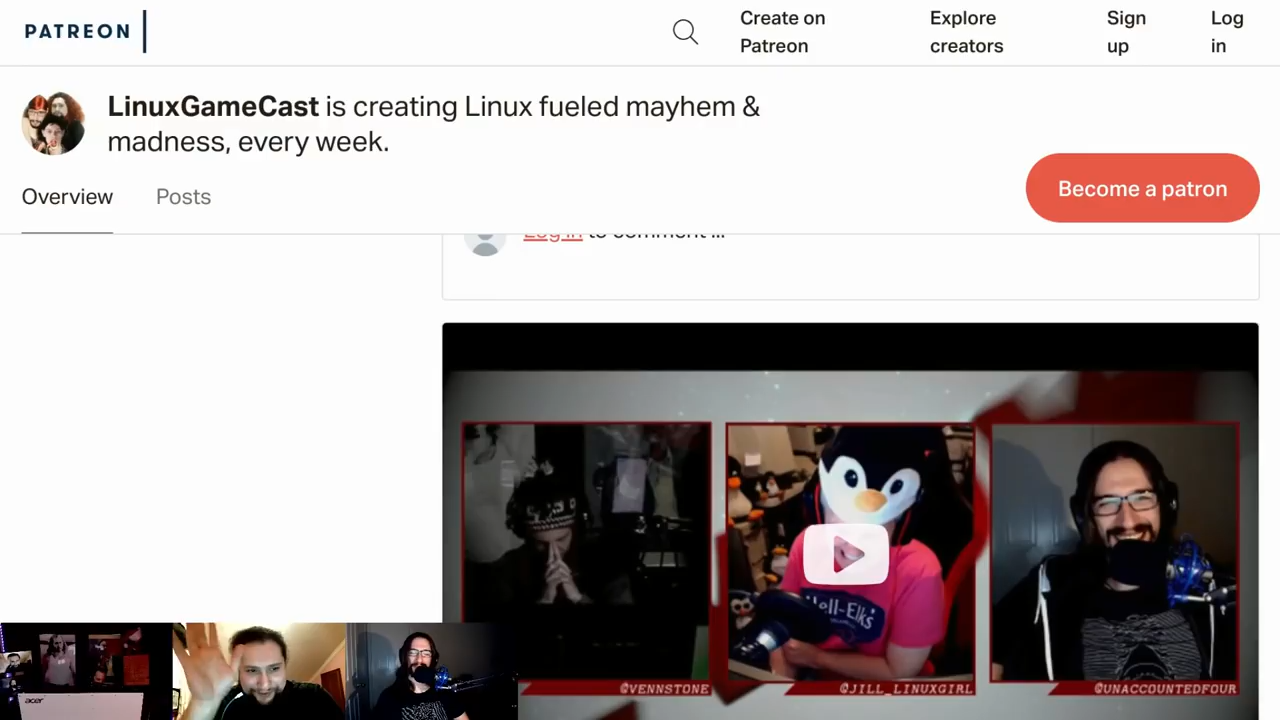 PATREON
Create on
Patreon
Explore
creators
Sign
up
Log
in
LinuxGameCast is creating Linux fueled mayhem &
madness, every week.
Overview
Posts
Become a patron
Log in to comment ...
Hell-Elks
@VENNSTONE
@JILL_LINUXGIRL
@UNACCOUNTEDFOUR
acer